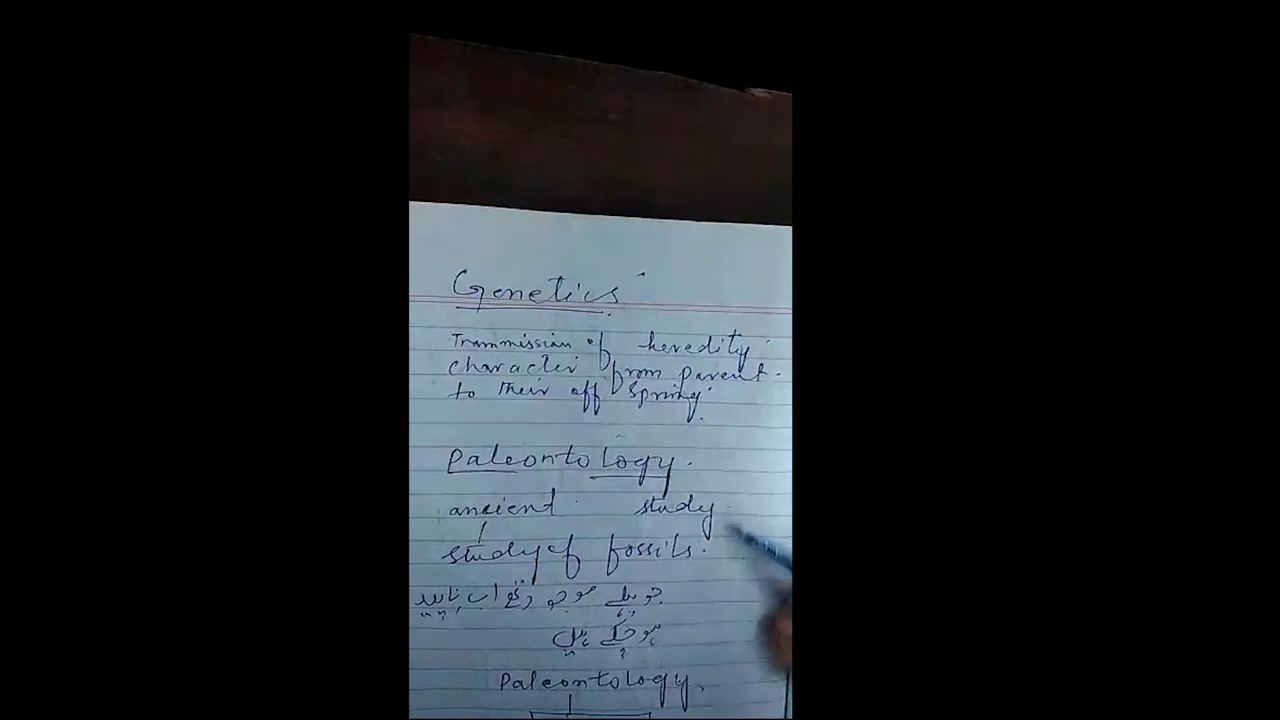 Genetics
Transmission of heredity
character from parent
to their off spring
paleontology.
ancient study
study of fossils.
جو پہلے موجود تھے اب ناپید
ہو چکے ہیں
Paleontology,